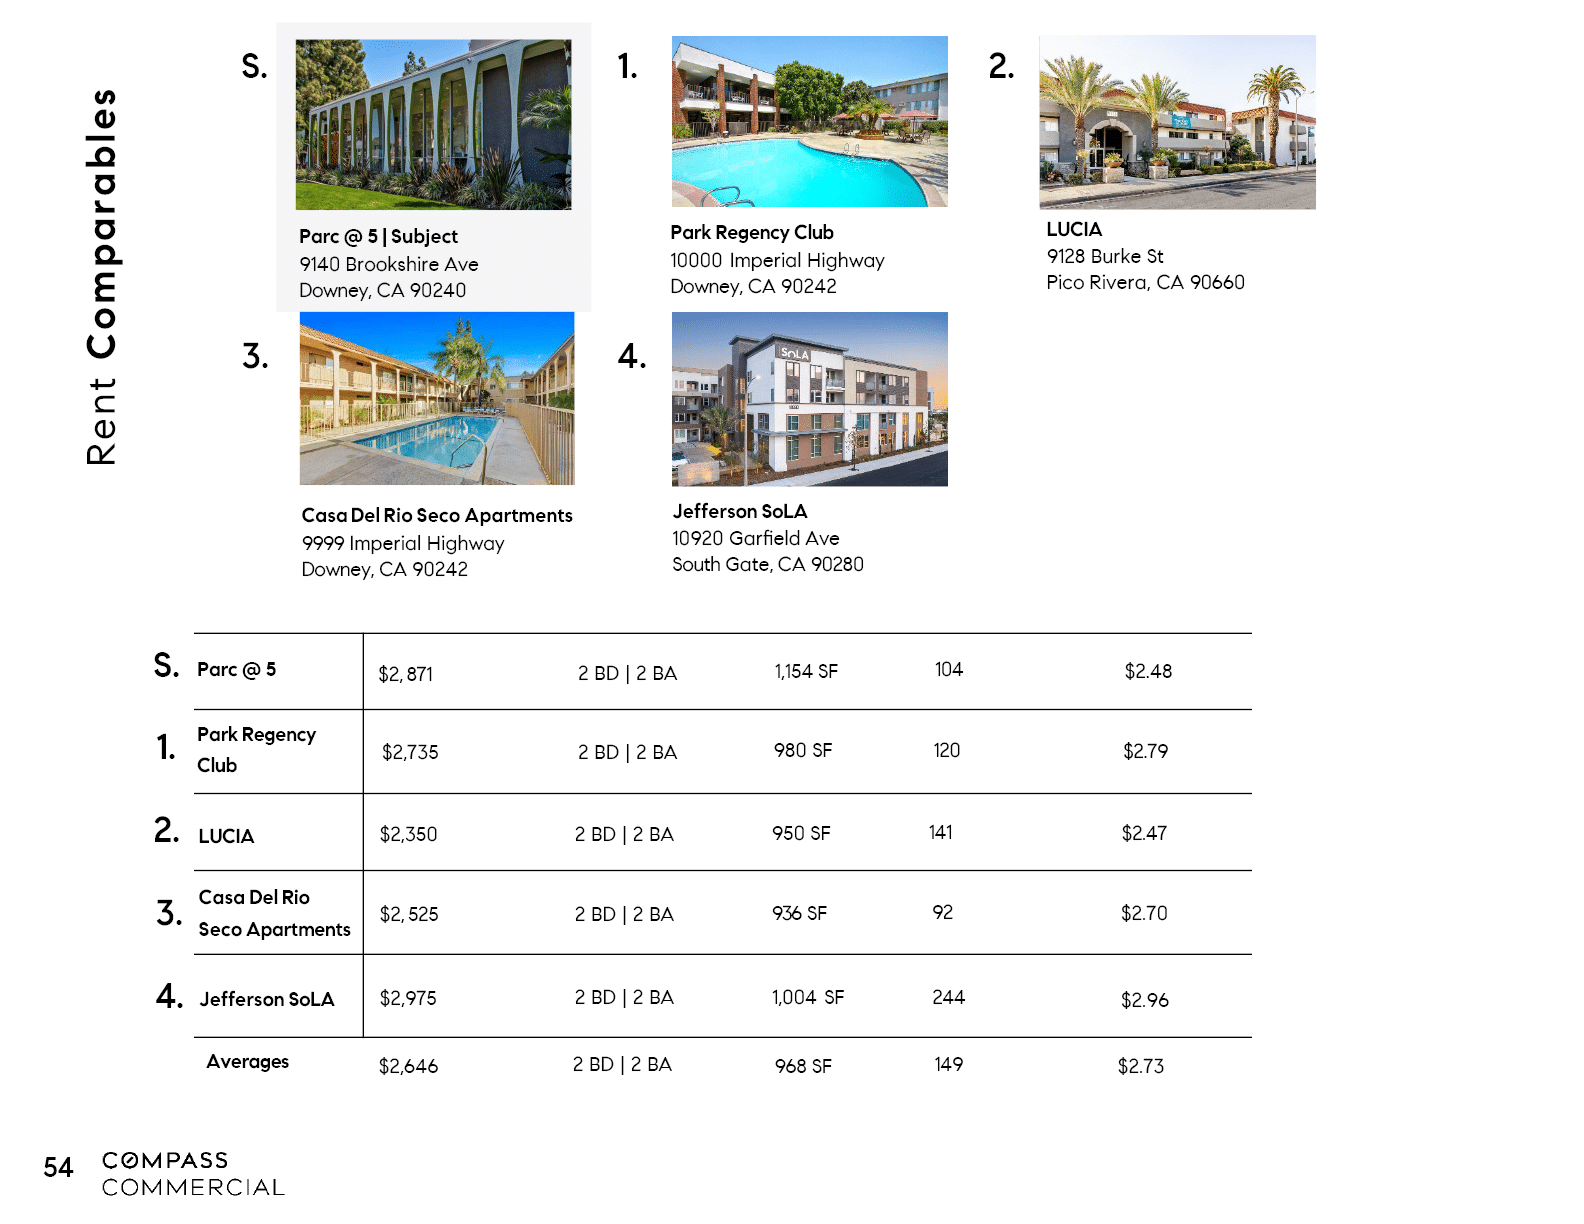 Rent Comparables
S.
Parc @ 5 | Subject
9140 Brookshire Ave
Downey, CA 90240
1.
Park Regency Club
10000 Imperial Highway
Downey, CA 90242
2.
LUCIA
9128 Burke St
Pico Rivera, CA 90660
3.
Casa Del Rio Seco Apartments
9999 Imperial Highway
Downey, CA 90242
4.
SoLA
Jefferson SoLA
10920 Garfield Ave
South Gate, CA 90280
S. Parc @ 5 $2,871 2 BD | 2 BA 1,154 SF 104 $2.48
1. Park Regency Club $2,735 2 BD | 2 BA 980 SF 120 $2.79
2. LUCIA $2,350 2 BD | 2 BA 950 SF 141 $2.47
3. Casa Del Rio Seco Apartments $2,525 2 BD | 2 BA 936 SF 92 $2.70
4. Jefferson SoLA $2,975 2 BD | 2 BA 1,004 SF 244 $2.96
Averages $2,646 2 BD | 2 BA 968 SF 149 $2.73
54
COMPASS
COMMERCIAL